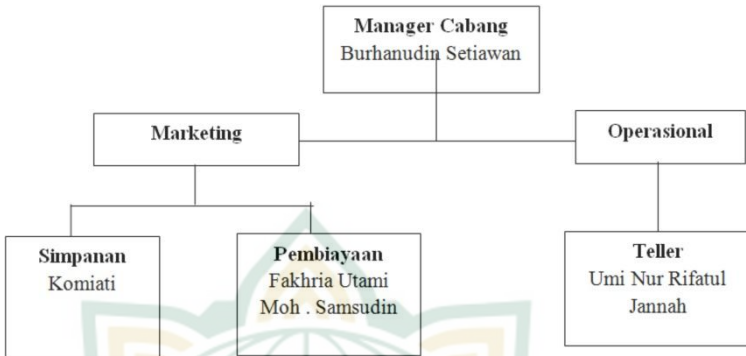 Manager Cabang
Burhanudin Setiawan
Marketing
Operasional
Simpanan
Komiati
Pembiayaan
Fakhria Utami
Moh . Samsudin
Teller
Umi Nur Rifatul
Jannah